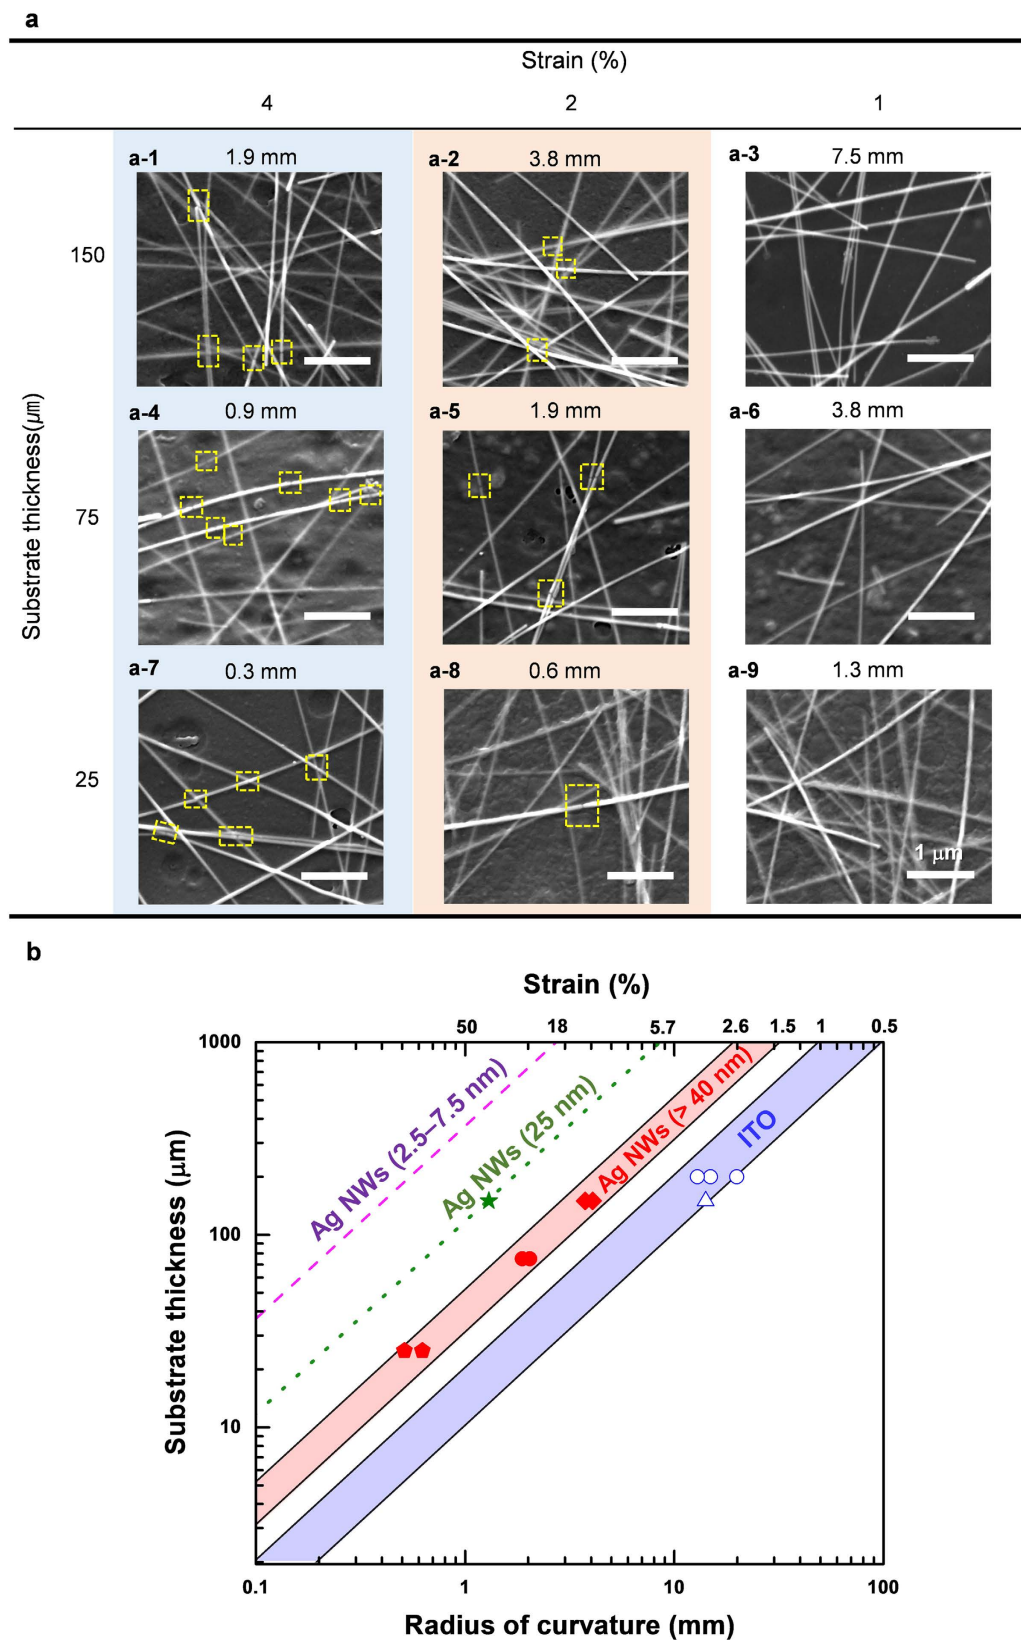 a
Strain (%)
4 2 1
a-1 1.9 mm a-2 3.8 mm a-3 7.5 mm
150
a-4 0.9 mm a-5 1.9 mm a-6 3.8 mm
75
Substrate thickness(㎛)
a-7 0.3 mm a-8 0.6 mm a-9 1.3 mm
25
1 μm
b
Strain (%)
50 18 5.7 2.6 1.5 1 0.5
1000
100
10
Substrate thickness (μm)
Ag NWs (2.5–7.5 nm)
Ag NWs (25 nm)
Ag NWs (> 40 nm)
ITO
0.1 1 10 100
Radius of curvature (mm)